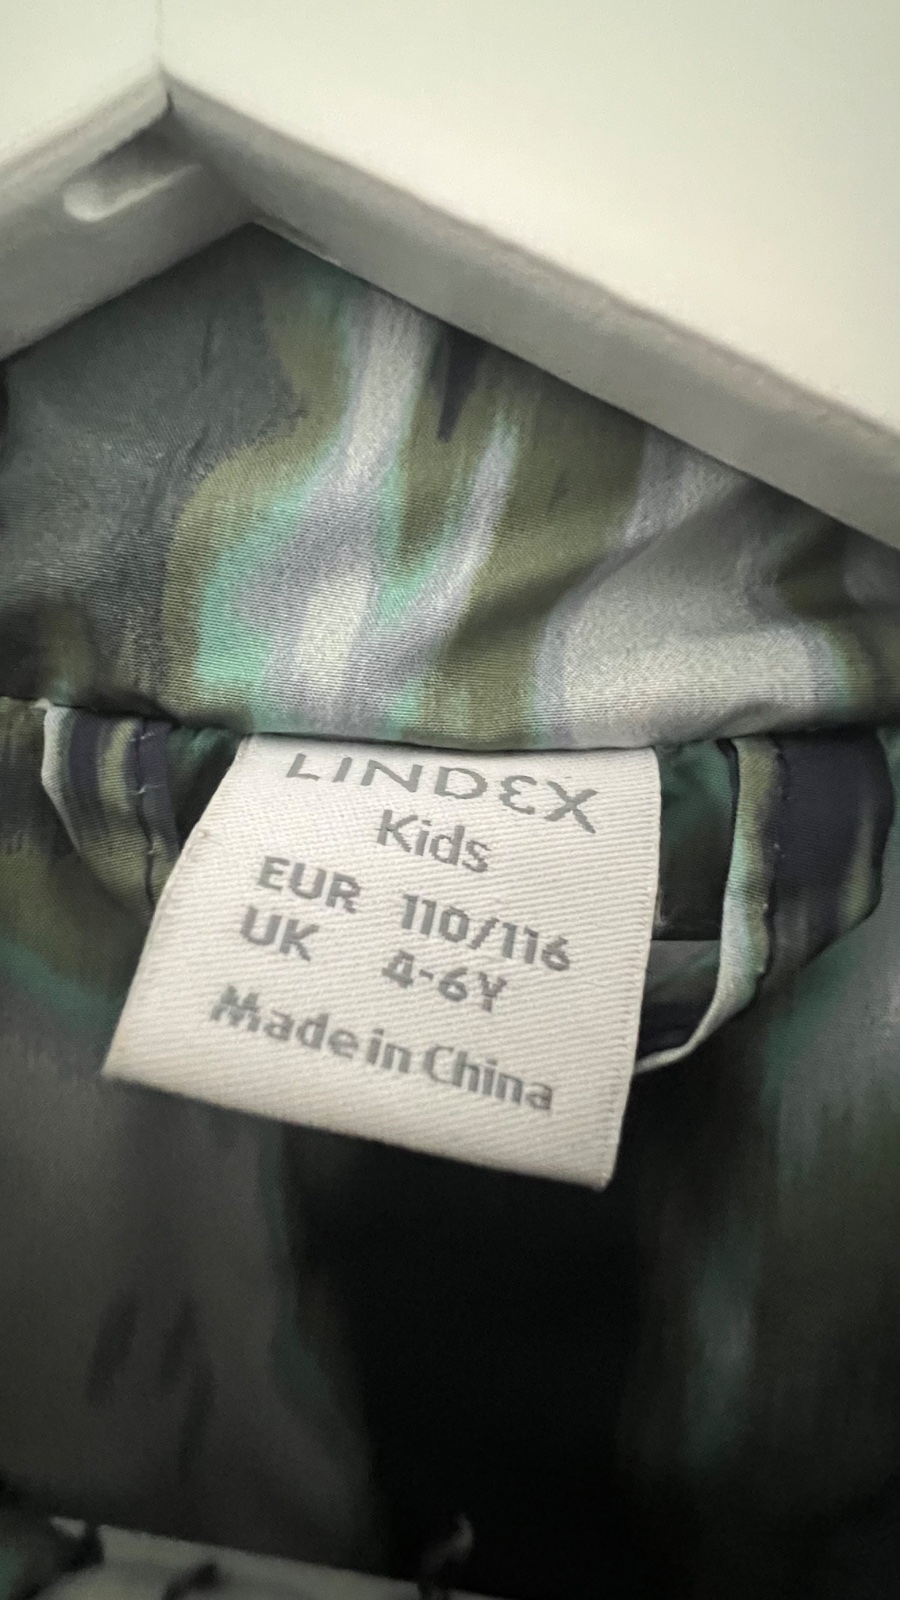 LINDEX
Kids
EUR 110/116
UK 4-6Y
Made in China